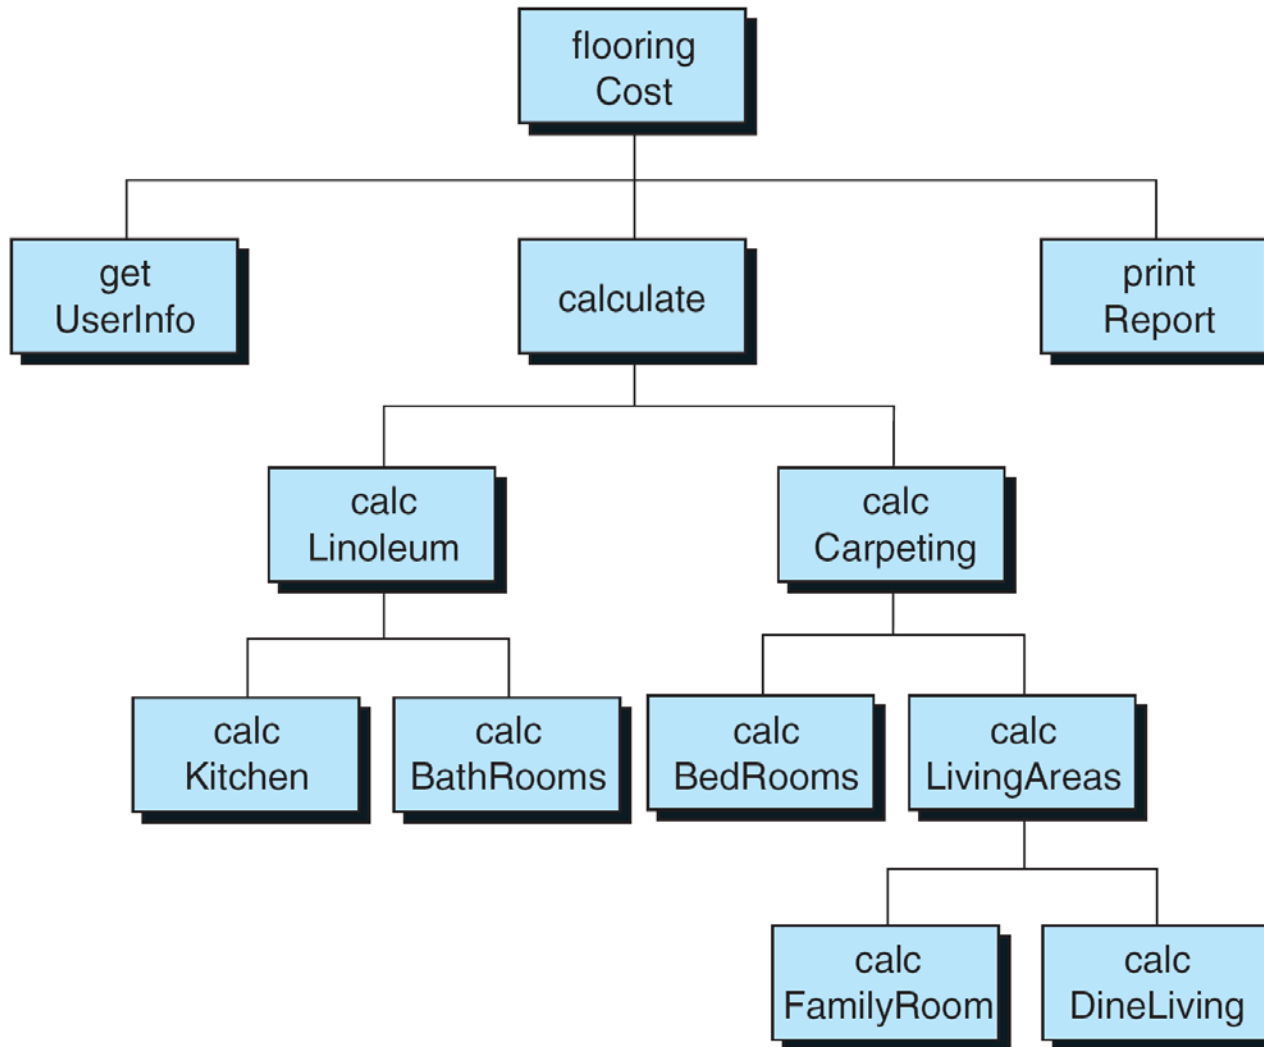 flooring
Cost
get
UserInfo
calculate
print
Report
calc
Linoleum
calc
Carpeting
calc
Kitchen
calc
BathRooms
calc
BedRooms
calc
LivingAreas
calc
FamilyRoom
calc
DineLiving